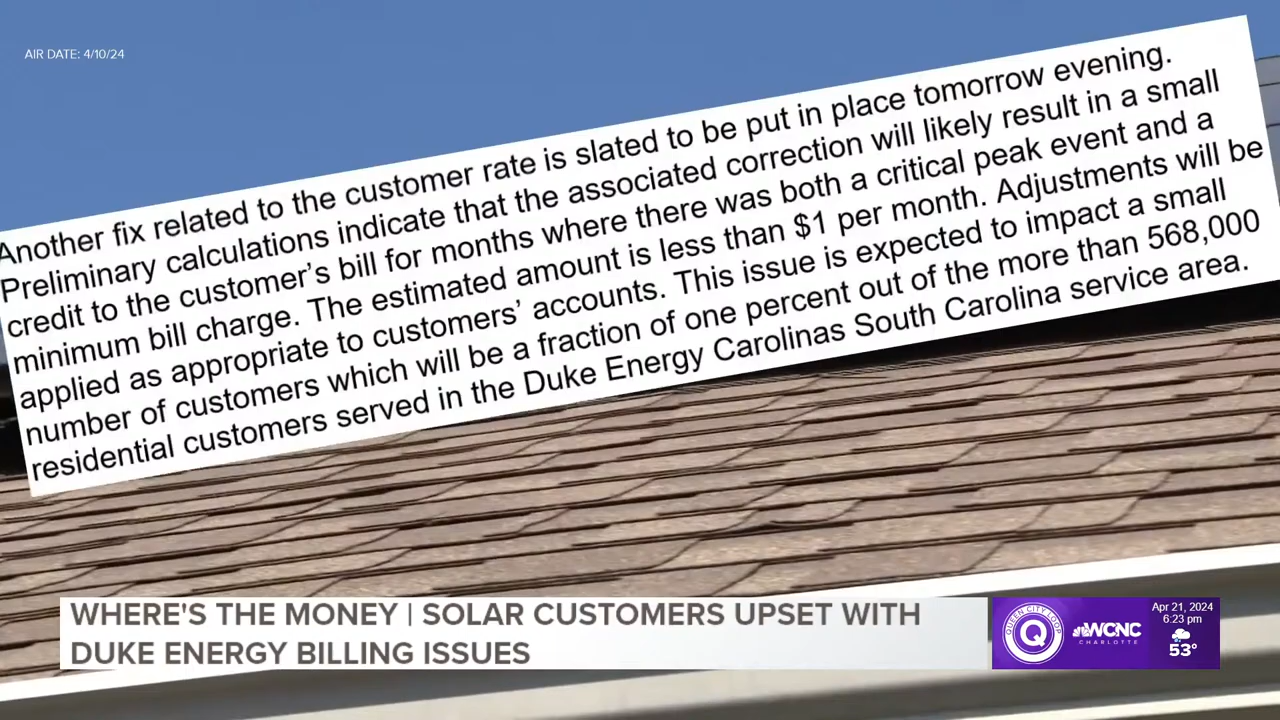 AIR DATE: 4/10/24
Another fix related to the customer rate is slated to be put in place tomorrow evening.
Preliminary calculations indicate that the associated correction will likely result in a small
credit to the customer's bill for months where there was both a critical peak event and a
minimum bill charge. The estimated amount is less than $1 per month. Adjustments will be
applied as appropriate to customers' accounts. This issue is expected to impact a small
number of customers which will be a fraction of one percent out of the more than 568,000
residential customers served in the Duke Energy Carolinas South Carolina service area.
WHERE'S THE MONEY | SOLAR CUSTOMERS UPSET WITH
DUKE ENERGY BILLING ISSUES
QUEEN CITY LOOP
Q
WCNC
CHARLOTTE
Apr 21, 2024
6:23 pm
53°